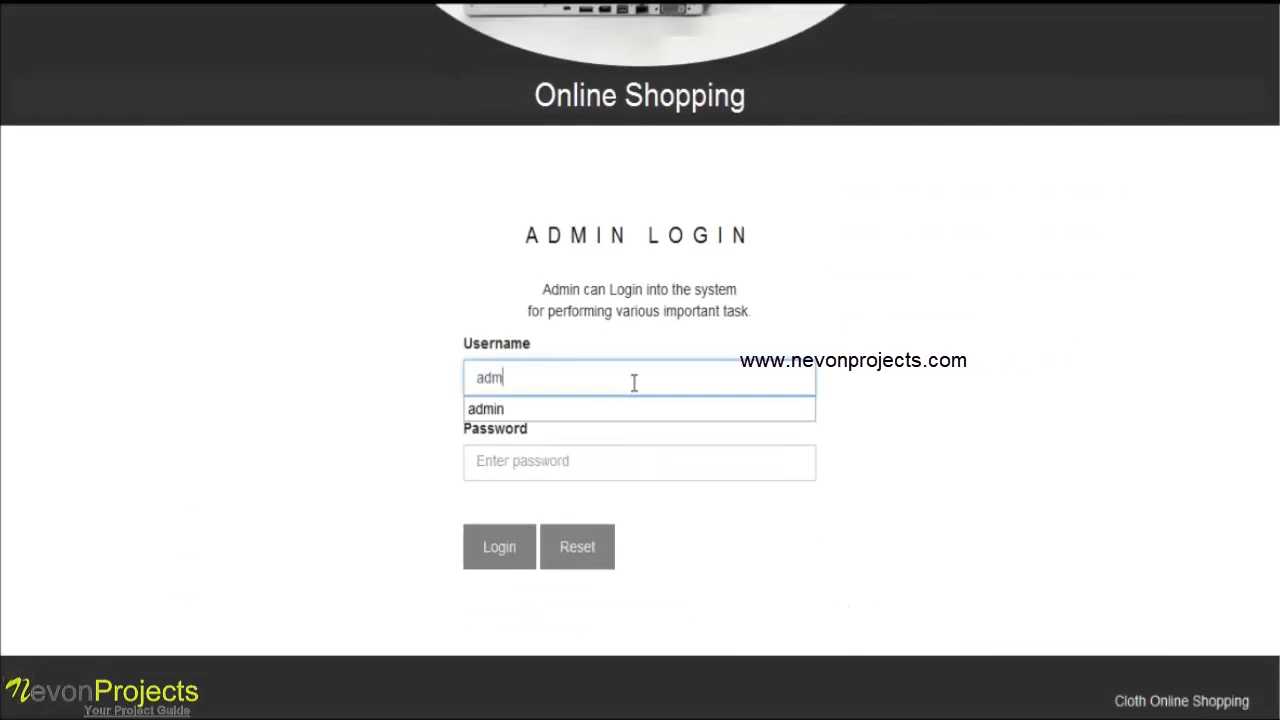 Online Shopping
ADMIN LOGIN
Admin can Login into the system
for performing various important task.
Username
www.nevonprojects.com
adm
admin
Password
Enter password
Login Reset
NevonProjects
Your Project Guide
Cloth Online Shopping